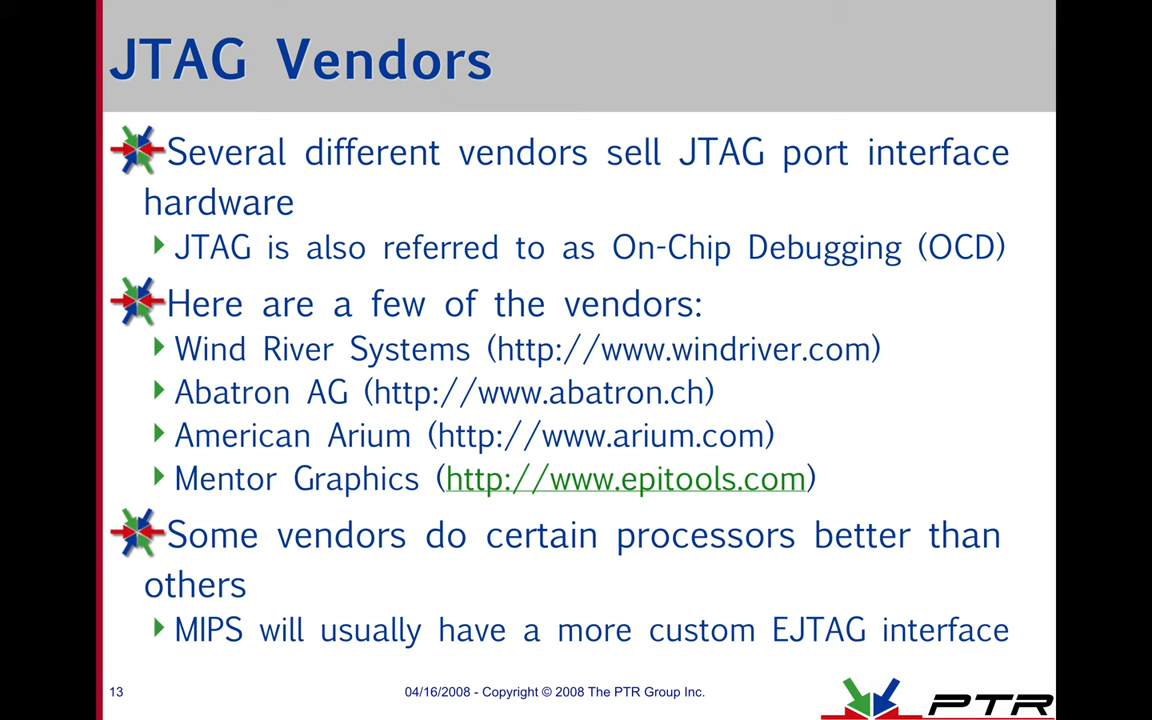 JTAG Vendors
Several different vendors sell JTAG port interface
hardware
JTAG is also referred to as On-Chip Debugging (OCD)
Here are a few of the vendors:
Wind River Systems (http://www.windriver.com)
Abatron AG (http://www.abatron.ch)
American Arium (http://www.arium.com)
Mentor Graphics (http://www.epitools.com)
Some vendors do certain processors better than
others
MIPS will usually have a more custom EJTAG interface
13
04/16/2008 - Copyright © 2008 The PTR Group Inc.
PTR